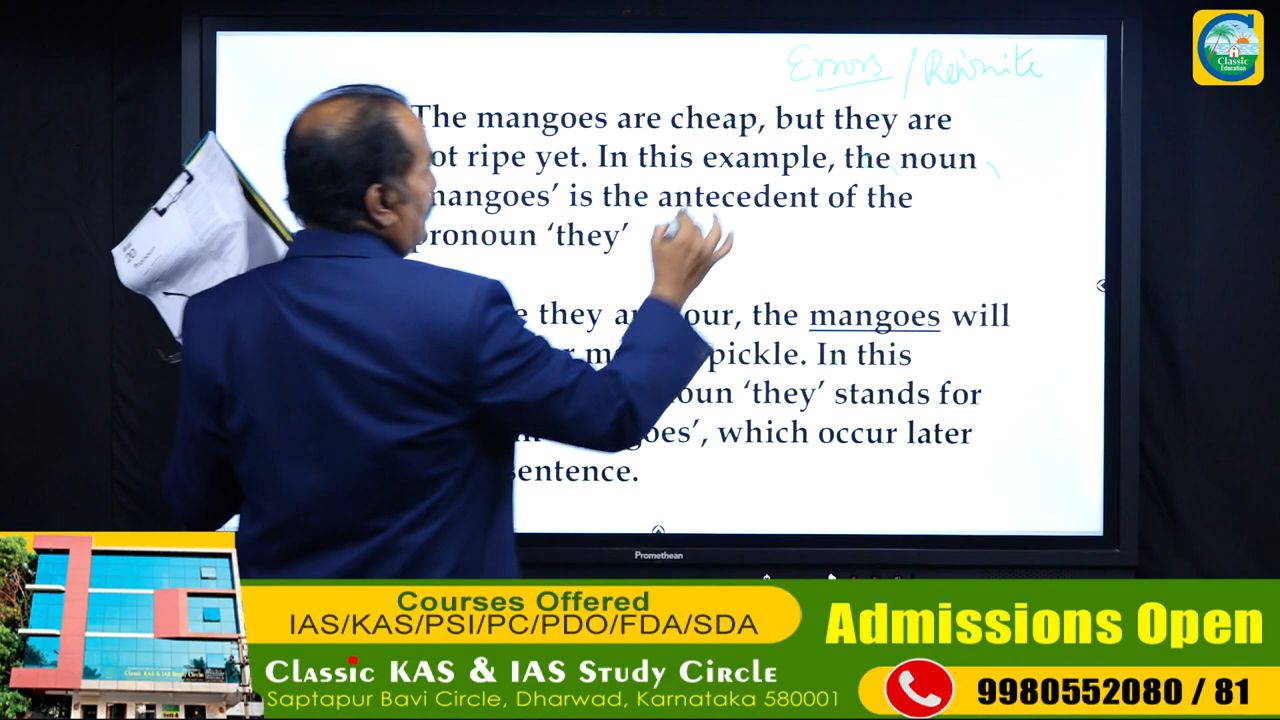 Errors / Rewrite
The mangoes are cheap, but they are
ot ripe yet. In this example, the noun
mangoes' is the antecedent of the
pronoun 'they'
they a our, the mangoes will
pickle. In this
oun 'they' stands for
goes', which occur later
sentence.
Promethean
Classic
Education
Courses Offered
IAS/KAS/PSI/PC/PDO/FDA/SDA
Classic KAS & IAS Study Circle
Saptapur Bavi Circle, Dharwad, Karnataka 580001
Admissions Open
9980552080 / 81